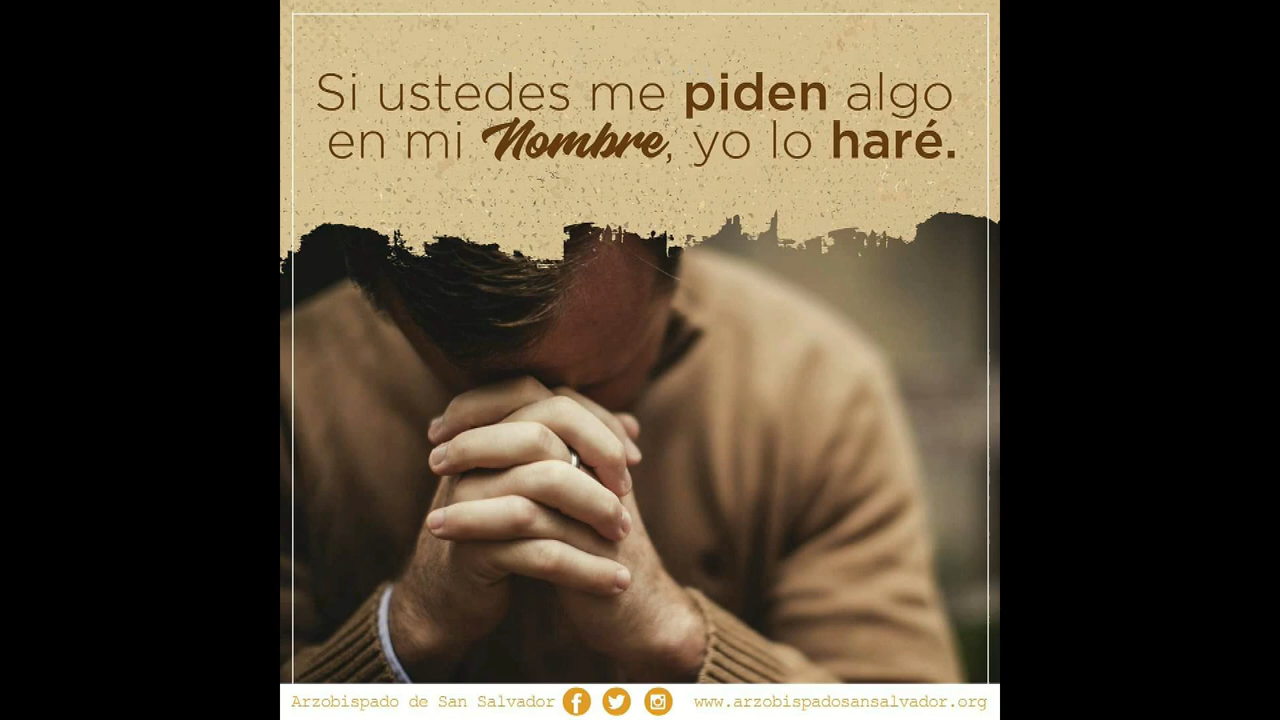 Si ustedes me piden algo
en mi Nombre, yo lo haré.
Arzobispado de San Salvador www.arzobispadosansalvador.org